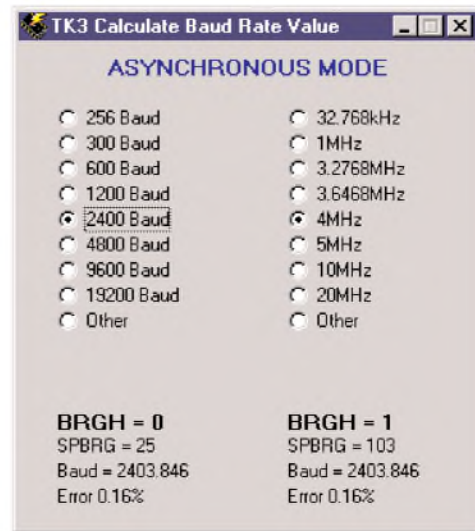 TK3 Calculate Baud Rate Value
ASYNCHRONOUS MODE
256 Baud
300 Baud
600 Baud
1200 Baud
2400 Baud
4800 Baud
9600 Baud
19200 Baud
Other
32.768kHz
1MHz
3.2768MHz
3.6468MHz
4MHz
5MHz
10MHz
20MHz
Other
BRGH = 0
SPBRG = 25
Baud = 2403.846
Error 0.16%
BRGH = 1
SPBRG = 103
Baud = 2403.846
Error 0.16%